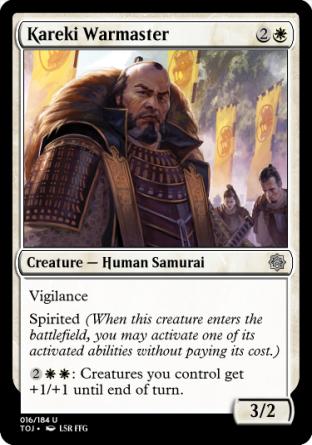 Kareki Warmaster 2
Creature — Human Samurai
Vigilance
Spirited (When this creature enters the
battlefield, you may activate one of its
activated abilities without paying its cost.)
2: Creatures you control get
+1/+1 until end of turn.
3/2
016/184 U
TOJ • LSR FFG